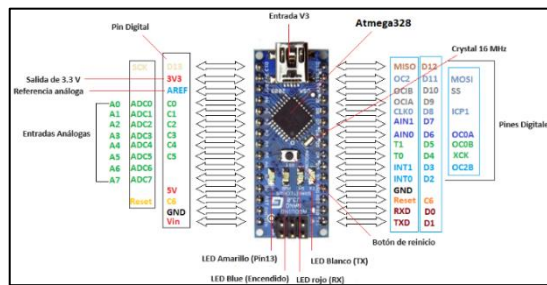 Entrada V3
Pin Digital
Atmega328
Crystal 16 MHz
SCK D13
Salida de 3.3 V 3V3
Referencia análoga AREF
Entradas Análogas
A0 ADC0 C0
A1 ADC1 C1
A2 ADC2 C2
A3 ADC3 C3
A4 ADC4 C4
A5 ADC5 C5
A6 ADC6
A7 ADC7
5V
Reset C6
GND
Vin
MISO D12
OC2 D11 MOSI
OCIB D10 SS
OCIA D9
CLK0 D8 ICP1
AIN1 D7
AIN0 D6 OC0A
T1 D5 OC0B
T0 D4 XCK
INT1 D3 OC2B
INT0 D2
GND
Reset C6
RXD D0
TXD D1
Pines Digitale
Botón de reinicio
LED Amarillo (Pin13)
LED Blanco (TX)
LED Blue (Encendido)
LED rojo (RX)